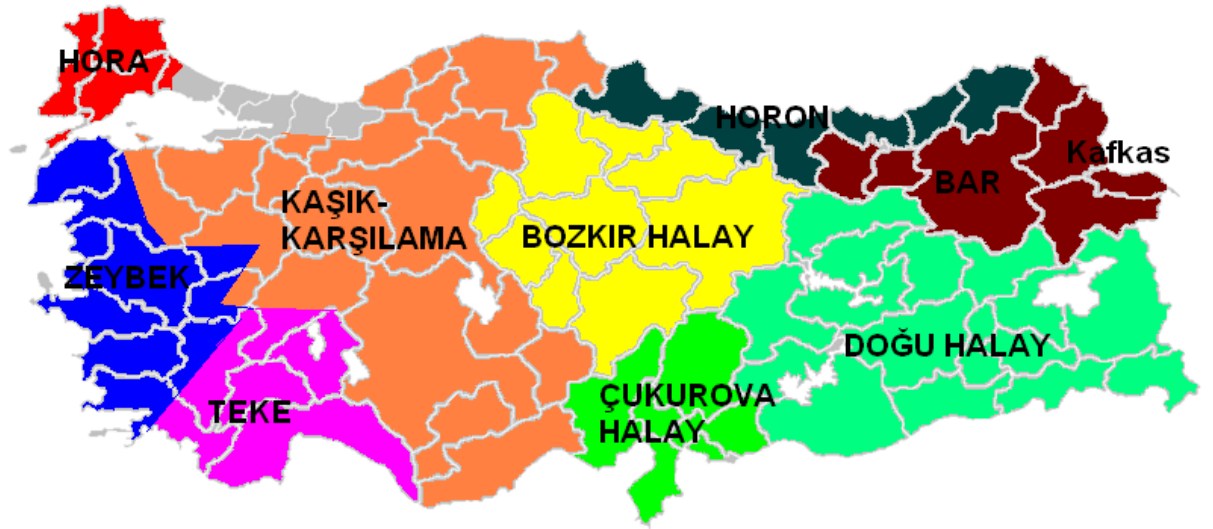 HORA
HORON
Kafkas
BAR
KAŞIK-
KARŞILAMA
BOZKIR HALAY
ZEYBEK
DOĞU HALAY
ÇUKUROVA
HALAY
TEKE